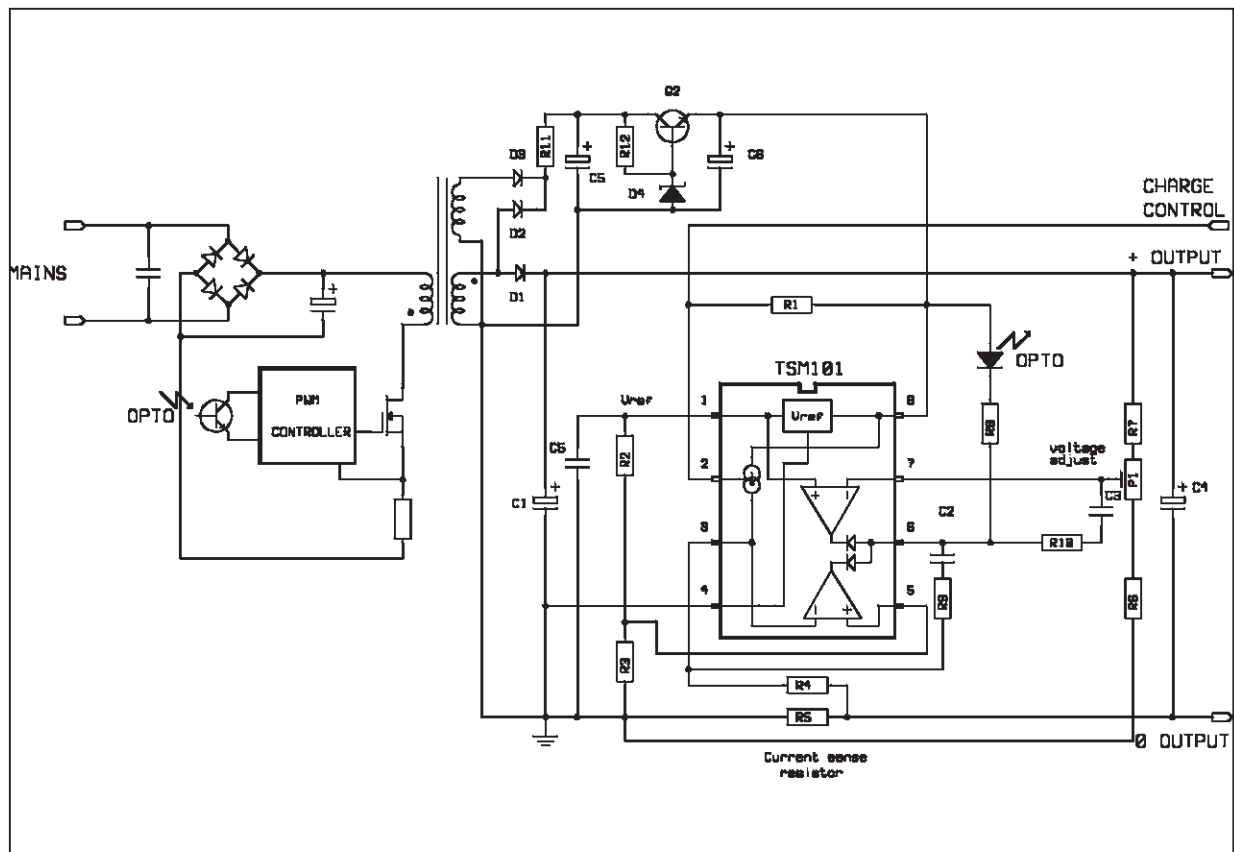 Q2
R11
R12
C5
C8
D3
D4
D2
D1
CHARGE
CONTROL
MAINS
+ OUTPUT
R1
OPTO
TSM101
OPTO
PWM
CONTROLLER
Vref
Vref
1
8
R2
R8
R7
C6
2
7
voltage
adjust
P1
C1
3
6
C2
C3
C4
R10
4
5
R9
R6
R3
R4
R5
0 OUTPUT
Current sense
resistor